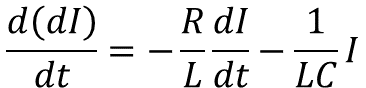 d(dI)/dt = − R/L dI/dt − 1/LC I